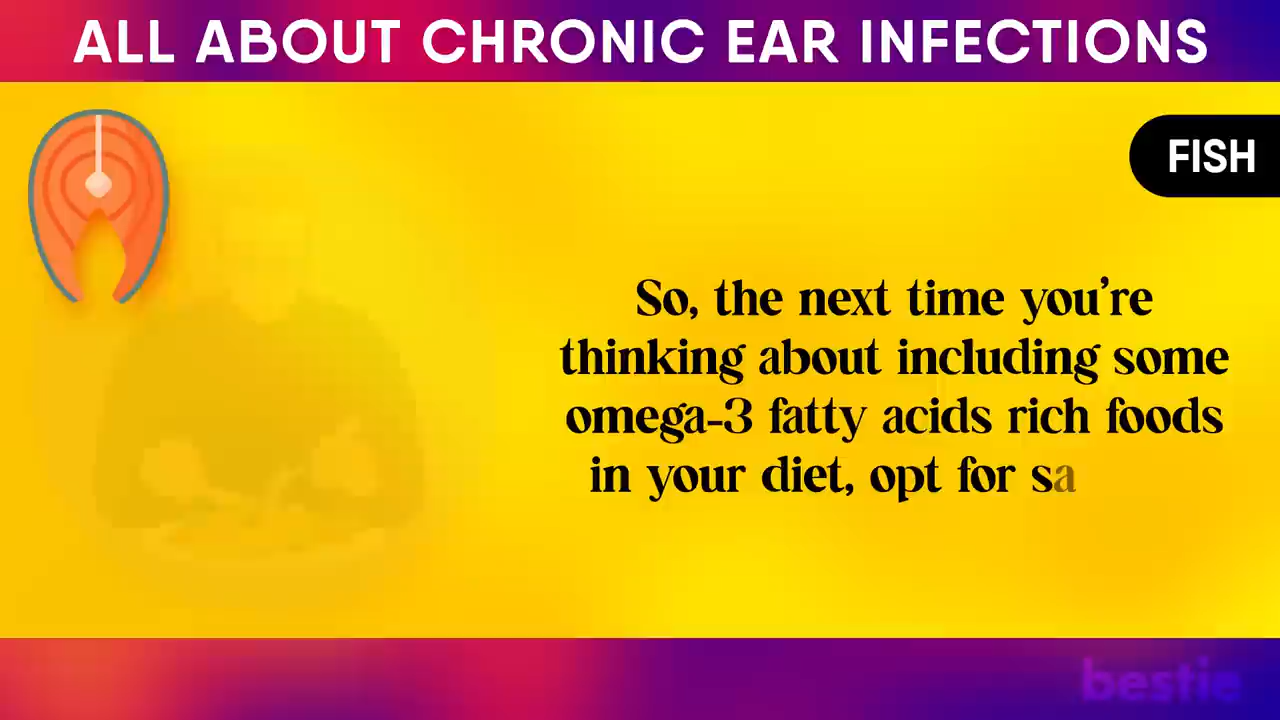 ALL ABOUT CHRONIC EAR INFECTIONS
FISH
So, the next time you're
thinking about including some
omega-3 fatty acids rich foods
in your diet, opt for sa
bestie